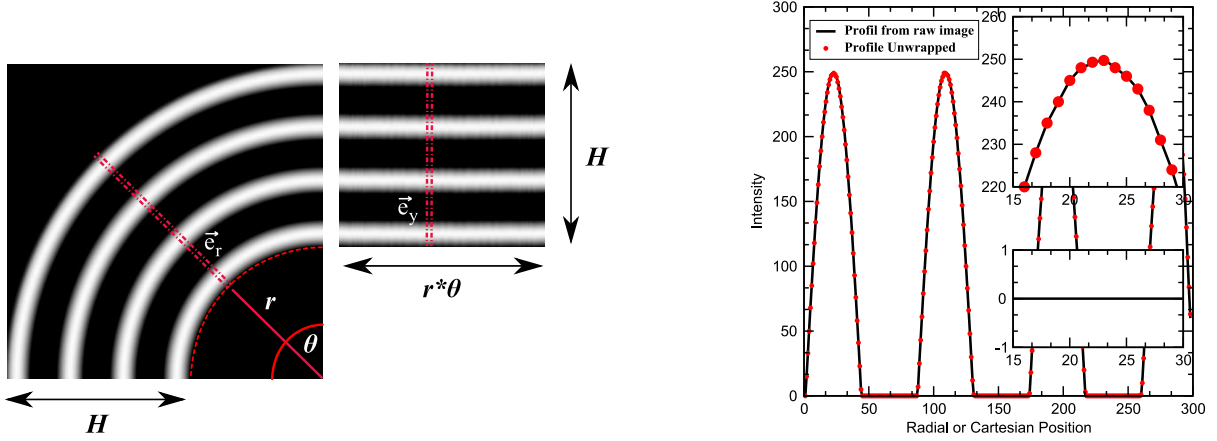 e⃗r
r
θ
H
e⃗y
H
r*θ
Profil from raw image
Profile Unwrapped
Intensity
300
250
200
150
100
50
0
0 50 100 150 200 250 300
Radial or Cartesian Position
260
250
240
230
220
15 20 25 30
1
0
-1
15 20 25 30